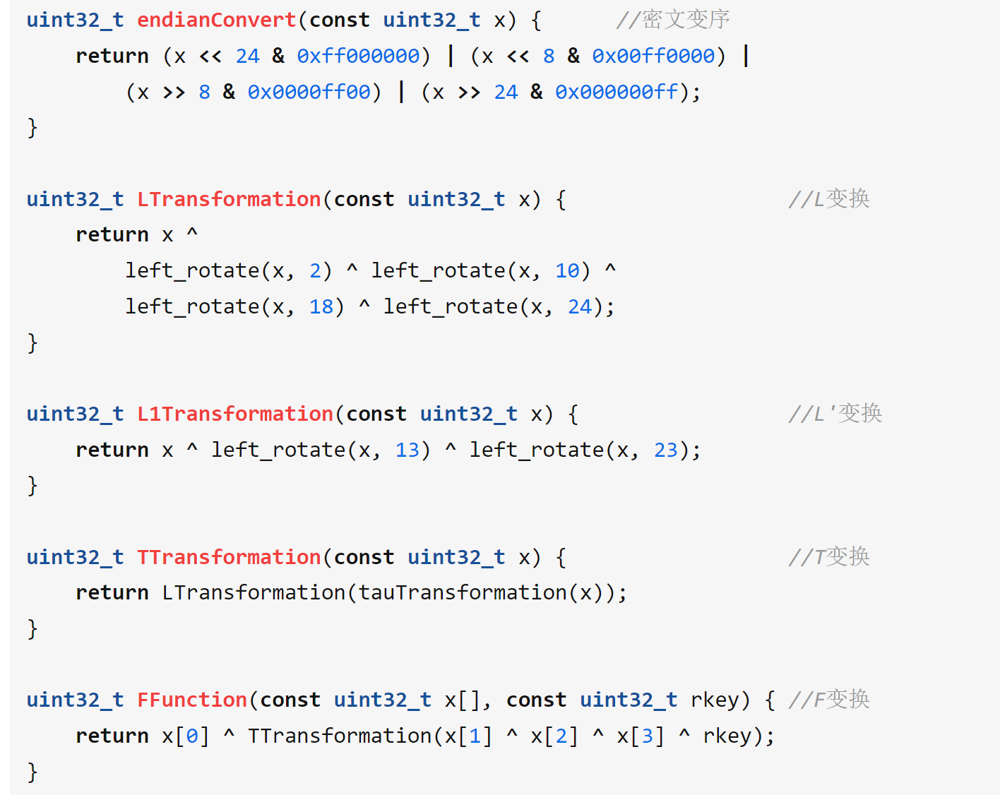 uint32_t endianConvert(const uint32_t x) {      //密文变序
    return (x << 24 & 0xff000000) | (x << 8 & 0x00ff0000) |
        (x >> 8 & 0x0000ff00) | (x >> 24 & 0x000000ff);
}

uint32_t LTransformation(const uint32_t x) {                  //L变换
    return x ^
        left_rotate(x, 2) ^ left_rotate(x, 10) ^
        left_rotate(x, 18) ^ left_rotate(x, 24);
}

uint32_t L1Transformation(const uint32_t x) {                 //L'变换
    return x ^ left_rotate(x, 13) ^ left_rotate(x, 23);
}

uint32_t TTransformation(const uint32_t x) {                  //T变换
    return LTransformation(tauTransformation(x));
}

uint32_t FFunction(const uint32_t x[], const uint32_t rkey) { //F变换
    return x[0] ^ TTransformation(x[1] ^ x[2] ^ x[3] ^ rkey);
}